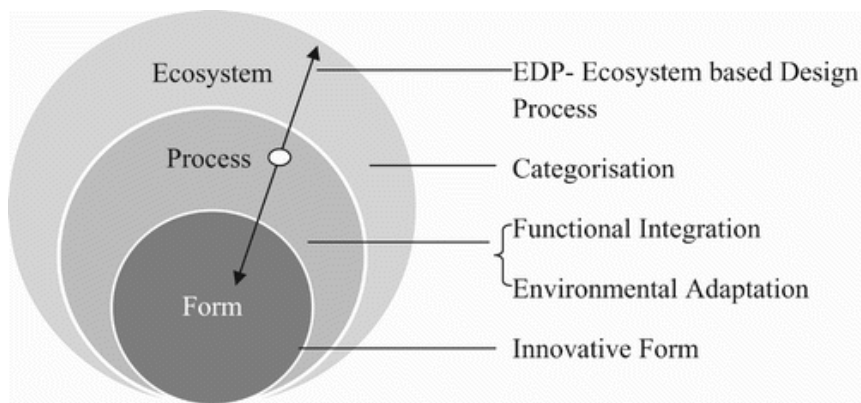 Ecosystem
EDP- Ecosystem based Design
Process
Process
Categorisation
Functional Integration
Environmental Adaptation
Form
Innovative Form